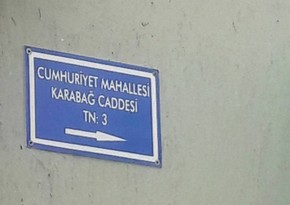 CUMHURİYET MAHALLESİ
KARABAĞ CADDESİ
TN: 3